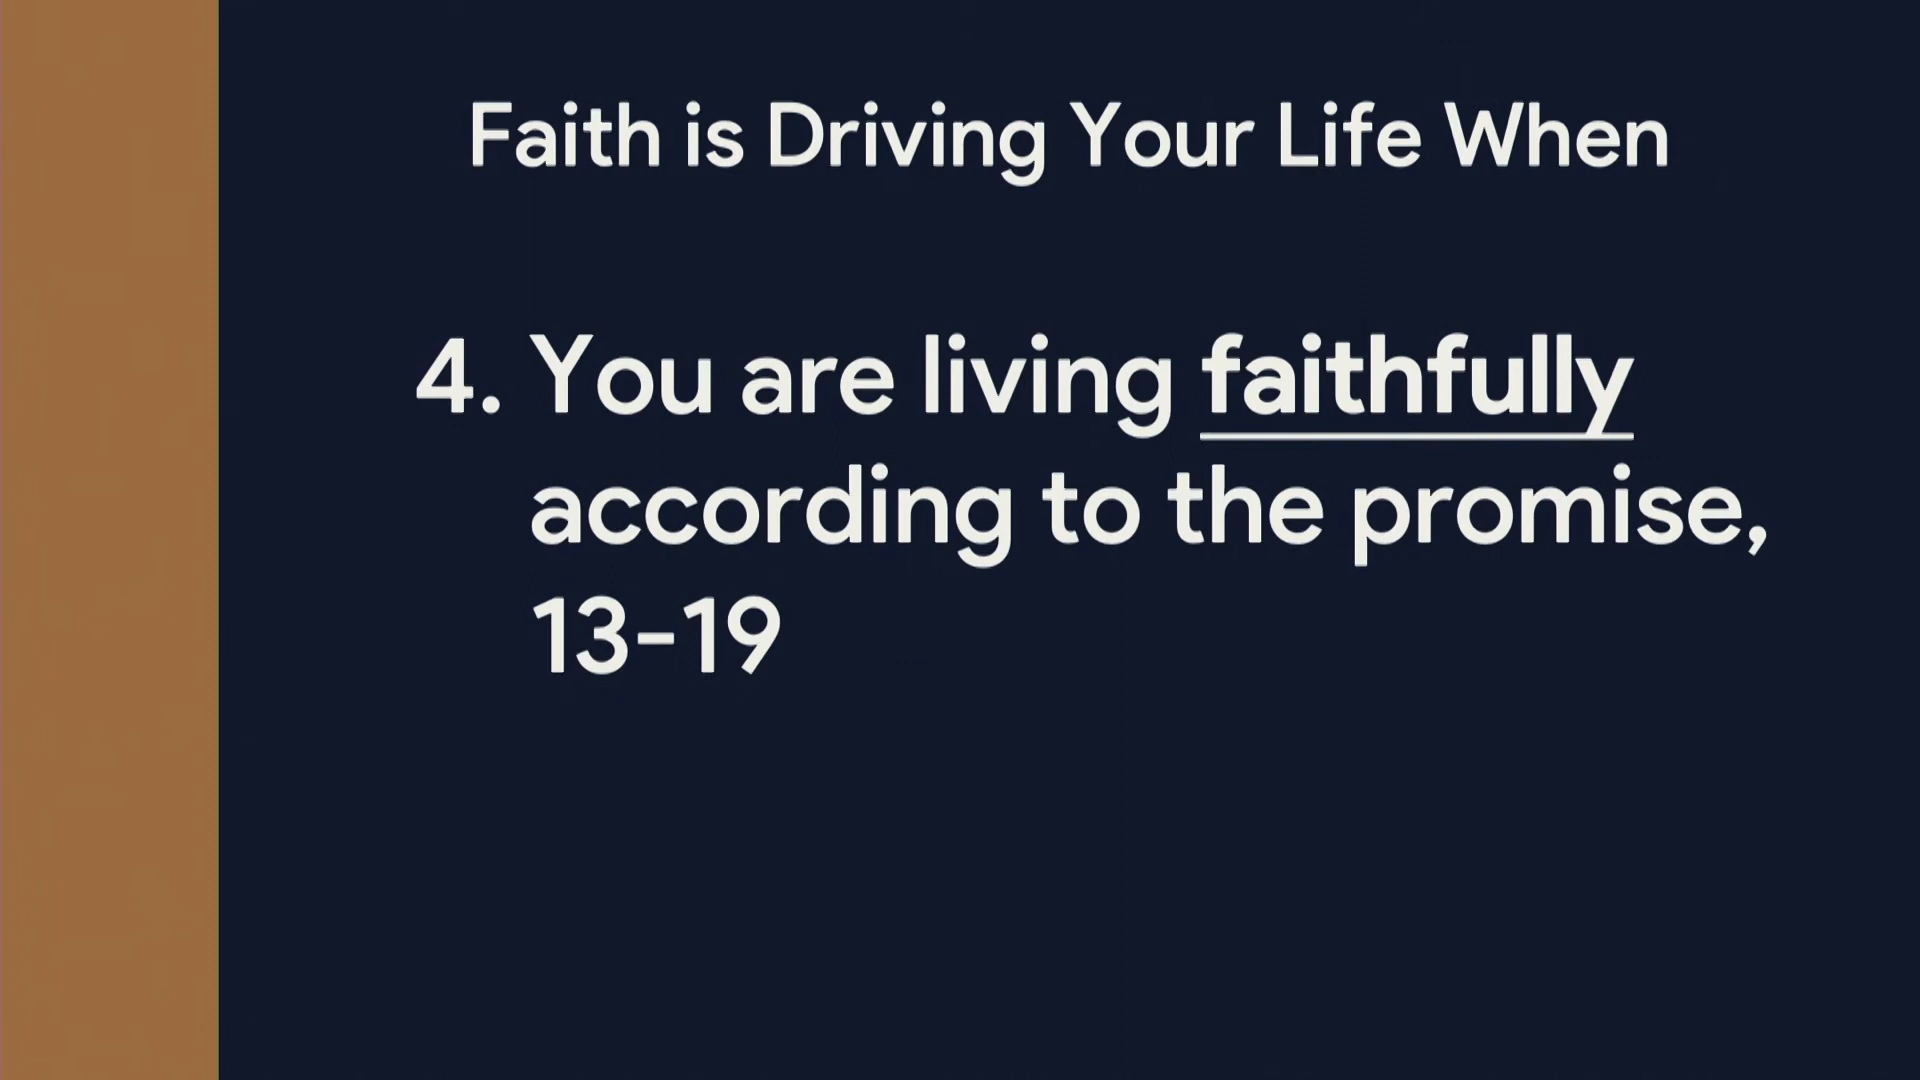 Faith is Driving Your Life When
4. You are living faithfully
according to the promise,
13-19